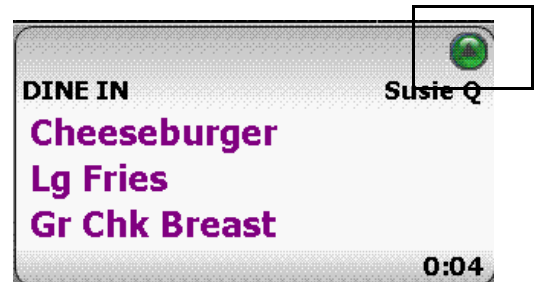 DINE IN Susie Q
Cheeseburger
Lg Fries
Gr Chk Breast
0:04